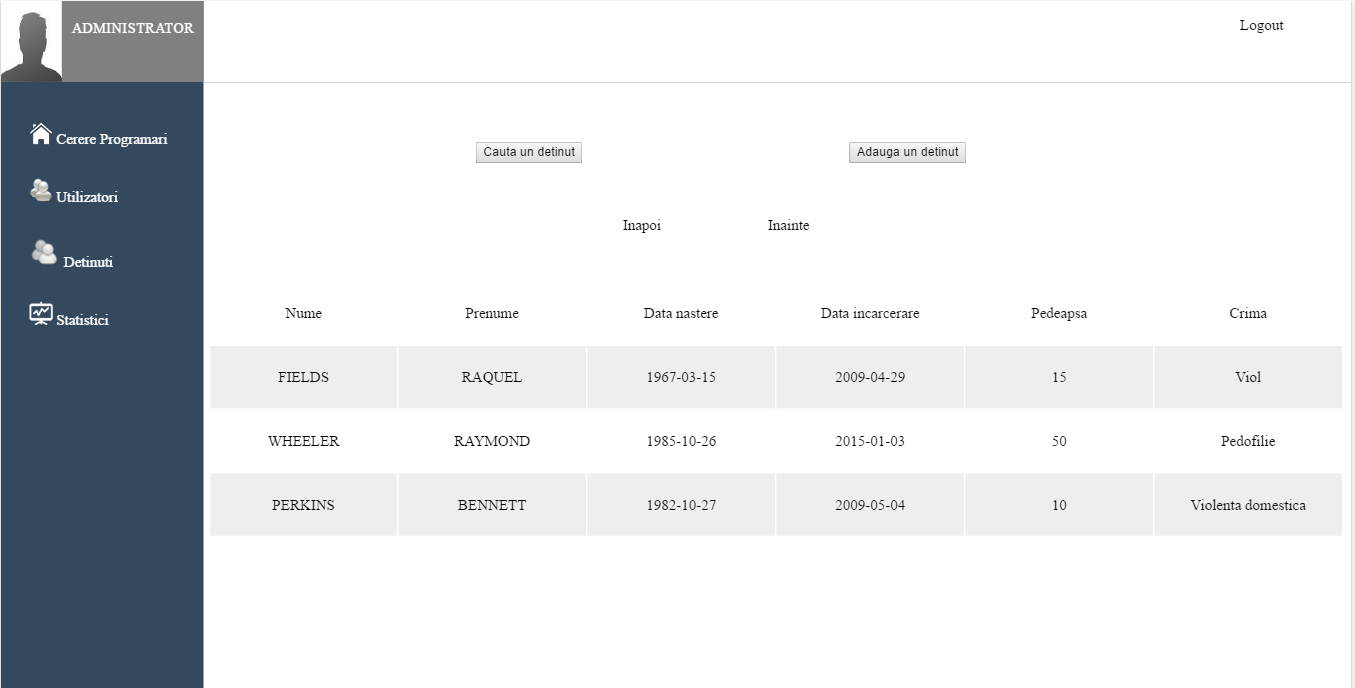 ADMINISTRATOR
Logout
Cerere Programari
Utilizatori
Detinuti
Statistici
Cauta un detinut Adauga un detinut
Inapoi Inainte
Nume Prenume Data nastere Data incarcerare Pedeapsa Crima
FIELDS RAQUEL 1967-03-15 2009-04-29 15 Viol
WHEELER RAYMOND 1985-10-26 2015-01-03 50 Pedofilie
PERKINS BENNETT 1982-10-27 2009-05-04 10 Violenta domestica